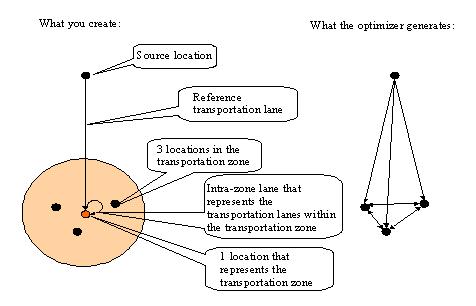 What you create:
What the optimizer generates:
Source location
Reference
transportation lane
3 locations in the
transportation zone
Intra-zone lane that
represents the
transportation lanes within
the transportation zone
1 location that
represents the
transportation zone